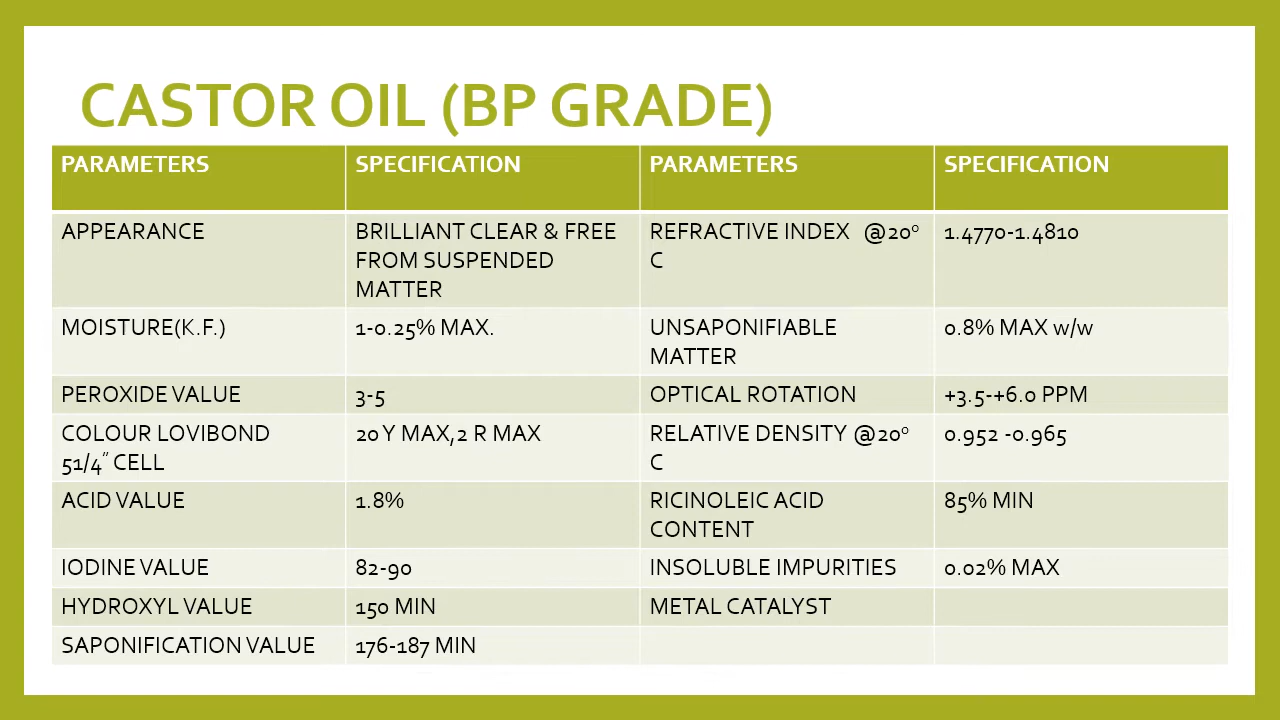 CASTOR OIL (BP GRADE)
PARAMETERS SPECIFICATION PARAMETERS SPECIFICATION
APPEARANCE BRILLIANT CLEAR & FREE REFRACTIVE INDEX @20° 1.4770-1.4810
FROM SUSPENDED C
MATTER
MOISTURE(K.F.) 1-0.25% MAX. UNSAPONIFIABLE 0.8% MAX w/w
MATTER
PEROXIDE VALUE 3-5 OPTICAL ROTATION +3.5-+6.0 PPM
COLOUR LOVIBOND 20 Y MAX,2 R MAX RELATIVE DENSITY @20° 0.952 -0.965
51/4″ CELL C
ACID VALUE 1.8% RICINOLEIC ACID 85% MIN
CONTENT
IODINE VALUE 82-90 INSOLUBLE IMPURITIES 0.02% MAX
HYDROXYL VALUE 150 MIN METAL CATALYST
SAPONIFICATION VALUE 176-187 MIN